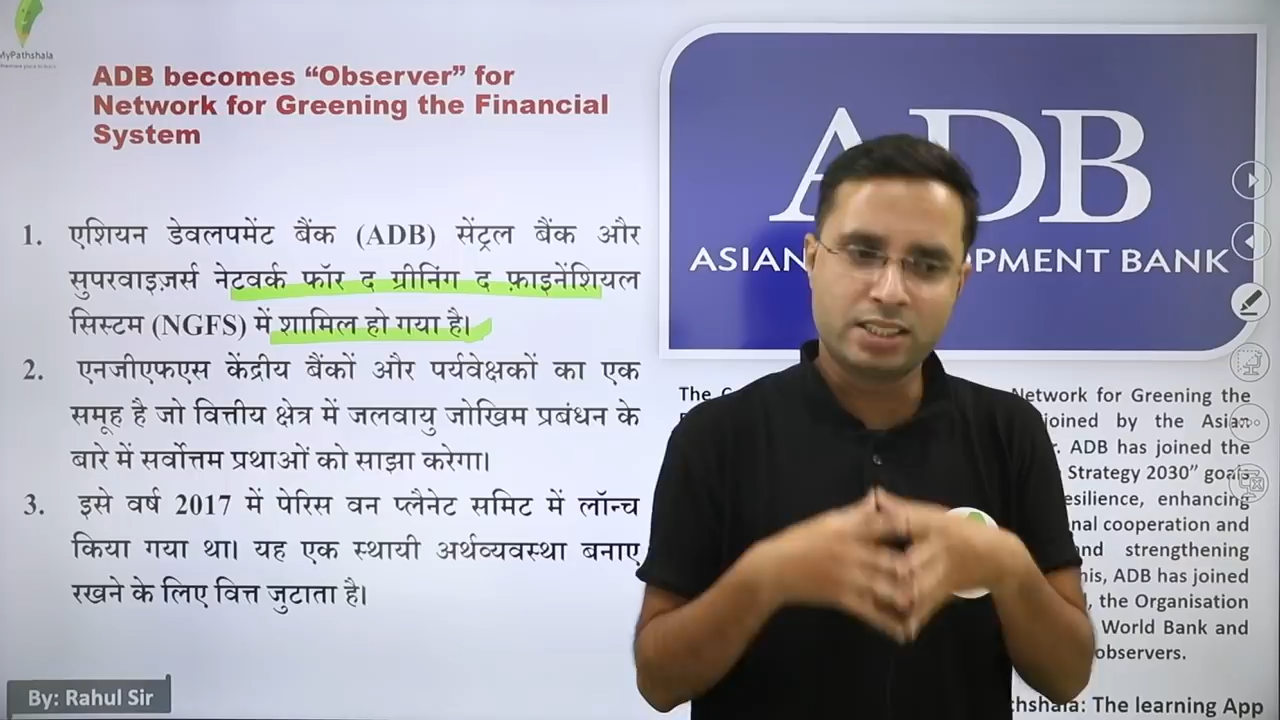 MyPathshala
ADB becomes “Observer” for
Network for Greening the Financial
System
1. एशियन डेवलपमेंट बैंक (ADB) सेंट्रल बैंक और
सुपरवाइज़र्स नेटवर्क फॉर द ग्रीनिंग द फ़ाइनेंशियल
सिस्टम (NGFS) में शामिल हो गया है।
2. एनजीएफएस केंद्रीय बैंकों और पर्यवेक्षकों का एक
समूह है जो वित्तीय क्षेत्र में जलवायु जोखिम प्रबंधन के
बारे में सर्वोत्तम प्रथाओं को साझा करेगा।
3. इसे वर्ष 2017 में पेरिस वन प्लैनेट समिट में लॉन्च
किया गया था। यह एक स्थायी अर्थव्यवस्था बनाए
रखने के लिए वित्त जुटाता है।
By: Rahul Sir
ADB
ASIAN PMENT BANK
The Network for Greening the
joined by the Asian
ADB has joined the
Strategy 2030” goals
enhancing
cooperation and
strengthening
ADB has joined
the Organisation
World Bank and
observers.
The learning App